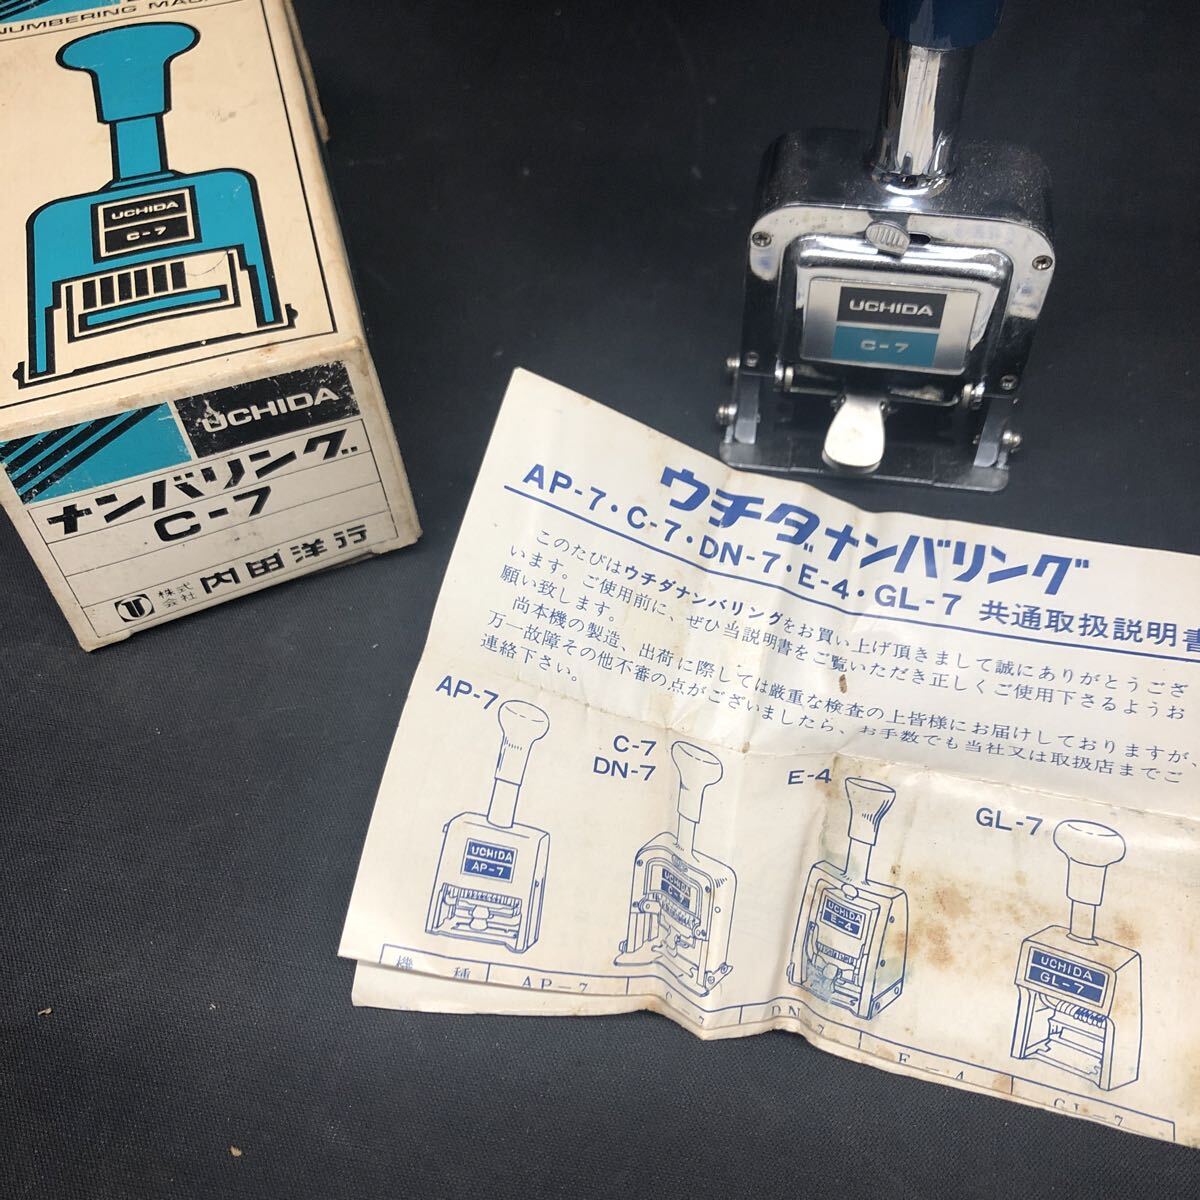 NUMBERING MA
UCHIDA
C-7
UCHIDA
ナンバリング
C-7
株式会社 内田洋行
UCHIDA
C-7
ウチダナンバリング
AP-7・C-7・DN-7・E-4・GL-7 共通取扱説明書
このたびはウチダナンバリングをお買い上げ頂きまして誠にありがとうござ
います。ご使用前に、ぜひ当説明書をご覧いただき正しくご使用下さるようお
願い致します。
尚本機の製造、出荷に際しては厳重な検査の上皆様にお届けしておりますが、
万一故障その他不審の点がございましたら、お手数でも当社又は取扱店までご
連絡下さい。
AP-7
C-7
DN-7
E-4
GL-7
UCHIDA
AP-7
UCHIDA
C-7
UCHIDA
E-4
UCHIDA
GL-7
機種 AP-7 C-7 DN-7 E-4 GL-7